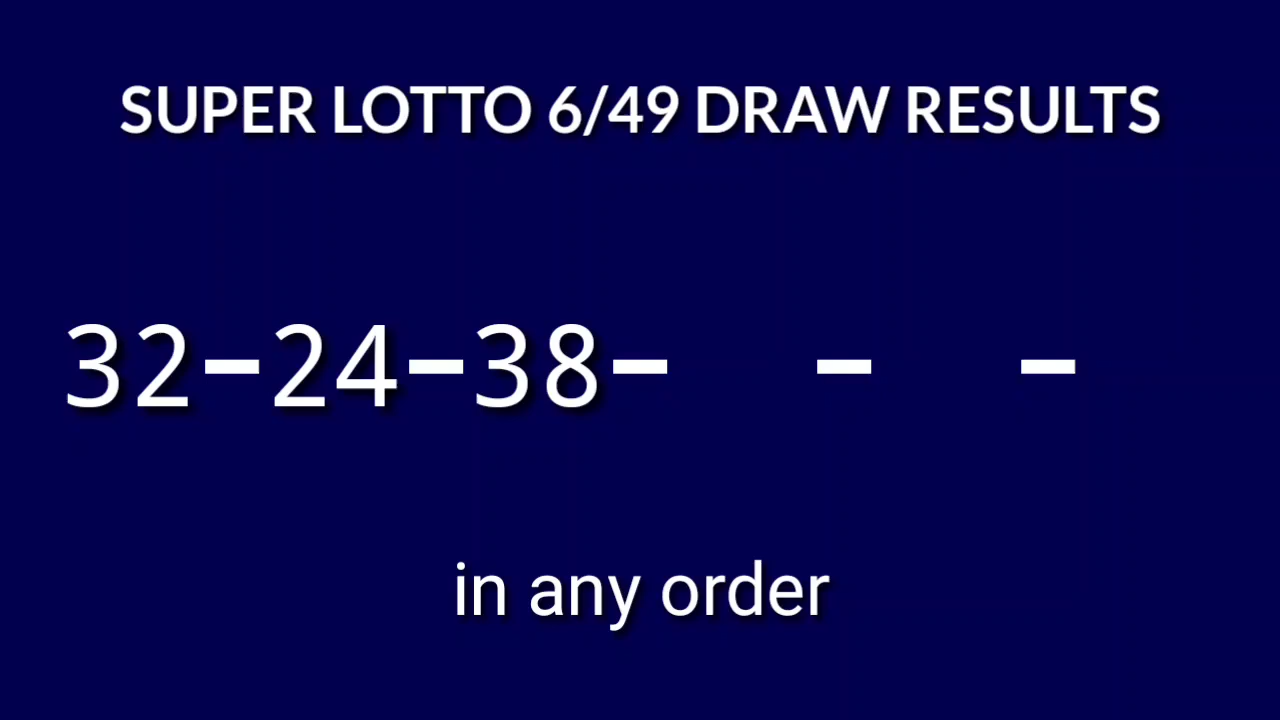 SUPER LOTTO 6/49 DRAW RESULTS
32-24-38- - -
in any order